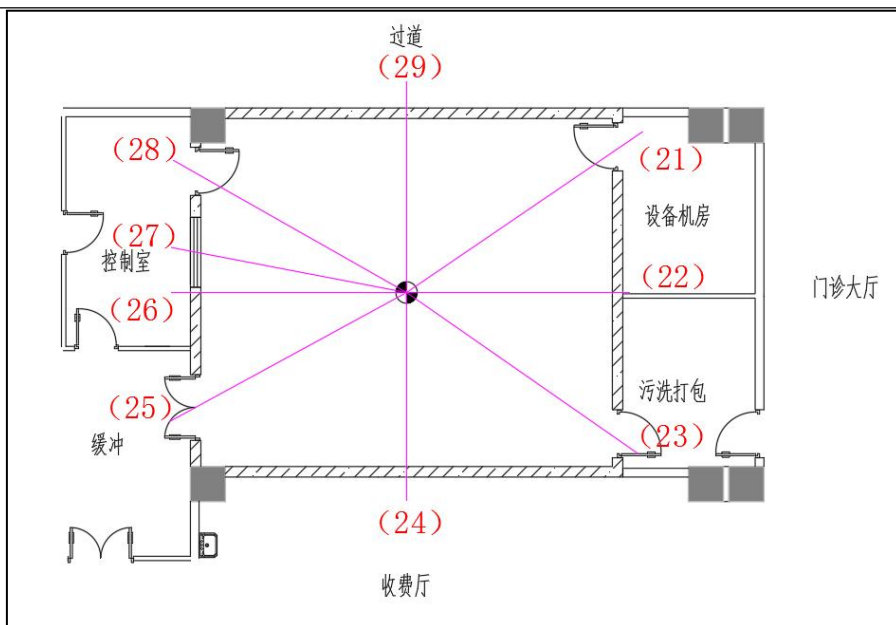 过道
（29）
（28）
（21）
设备机房
（27）
控制室
（22）
门诊大厅
（26）
污洗打包
（25）
（23）
缓冲
（24）
收费厅